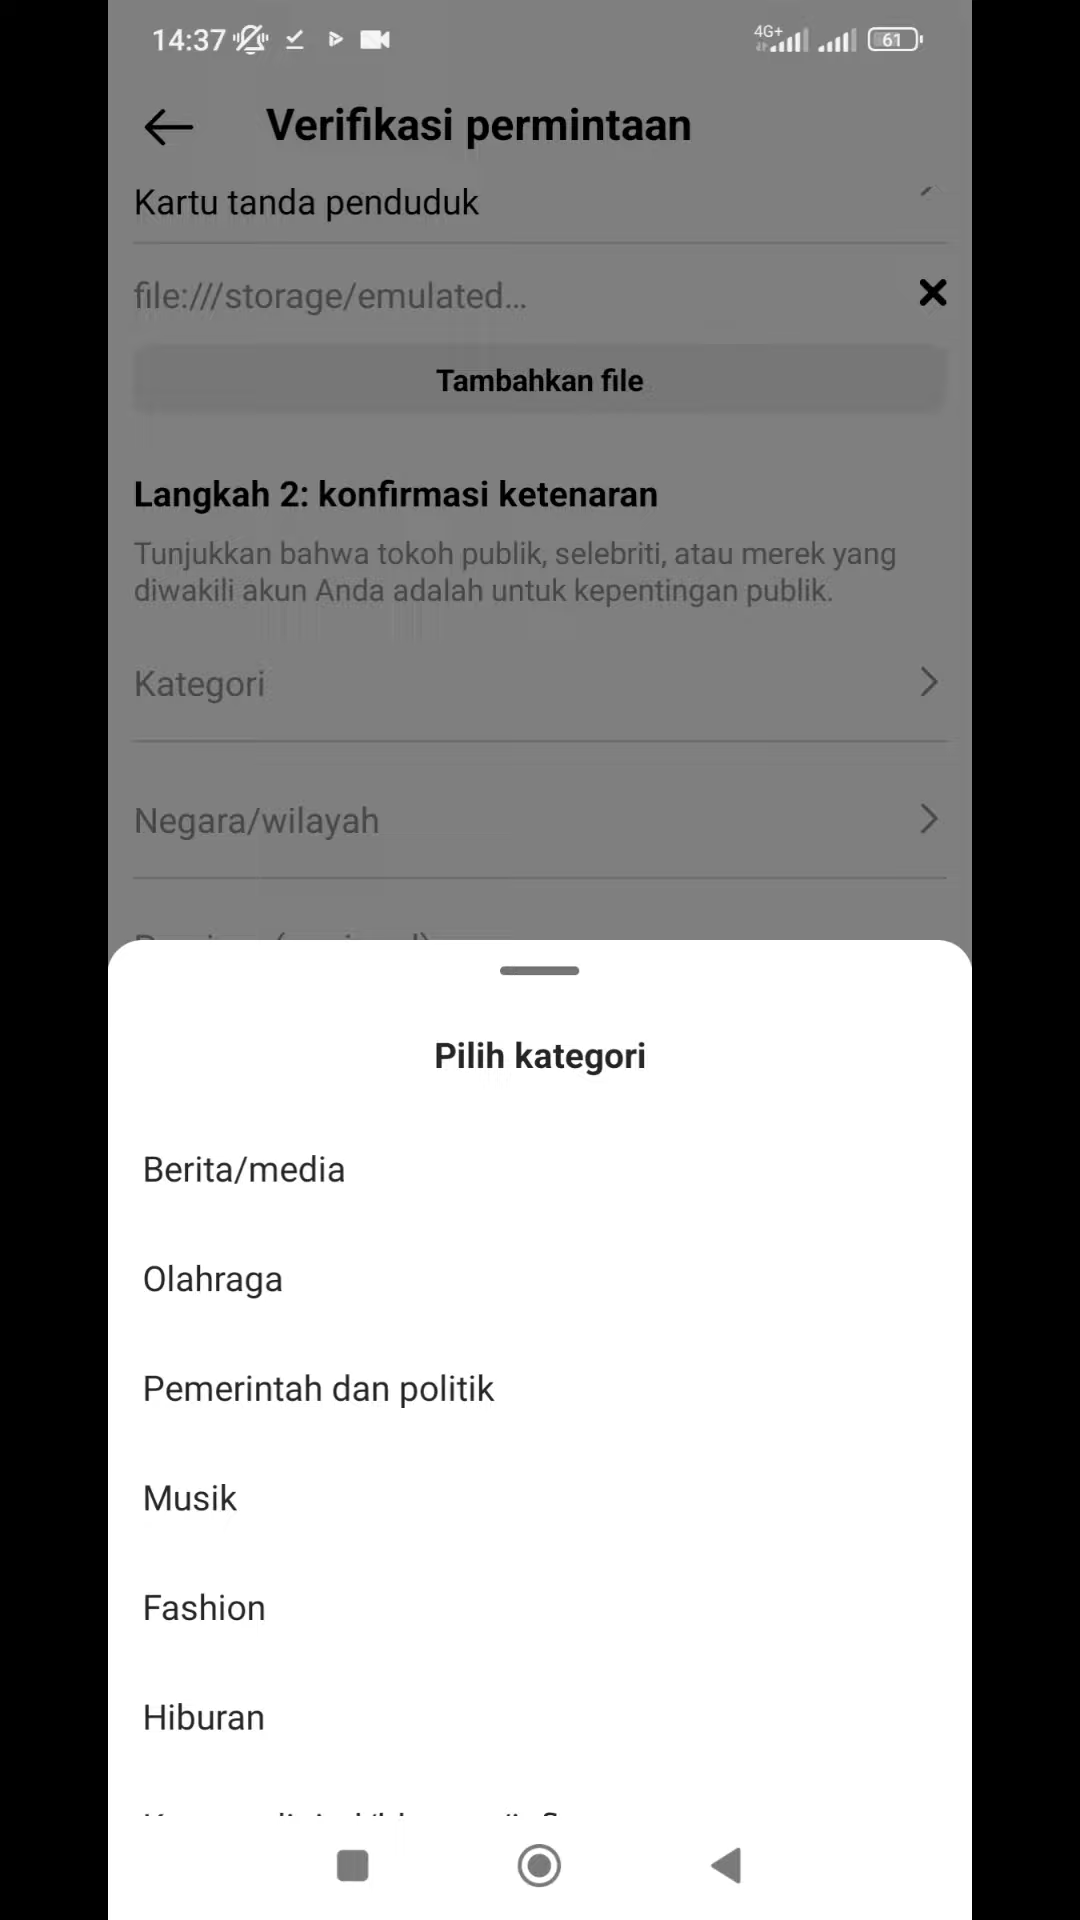 14:37
4G+
61
Verifikasi permintaan
Kartu tanda penduduk
file:///storage/emulated...
Tambahkan file
Langkah 2: konfirmasi ketenaran
Tunjukkan bahwa tokoh publik, selebriti, atau merek yang
diwakili akun Anda adalah untuk kepentingan publik.
Kategori
Negara/wilayah
Pilih kategori
Berita/media
Olahraga
Pemerintah dan politik
Musik
Fashion
Hiburan